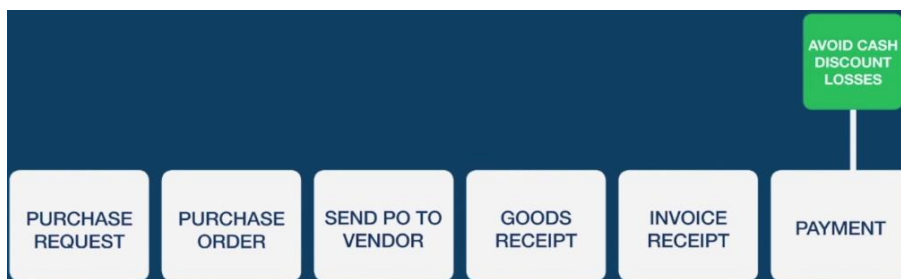 AVOID CASH
DISCOUNT
LOSSES
PURCHASE
REQUEST
PURCHASE
ORDER
SEND PO TO
VENDOR
GOODS
RECEIPT
INVOICE
RECEIPT
PAYMENT